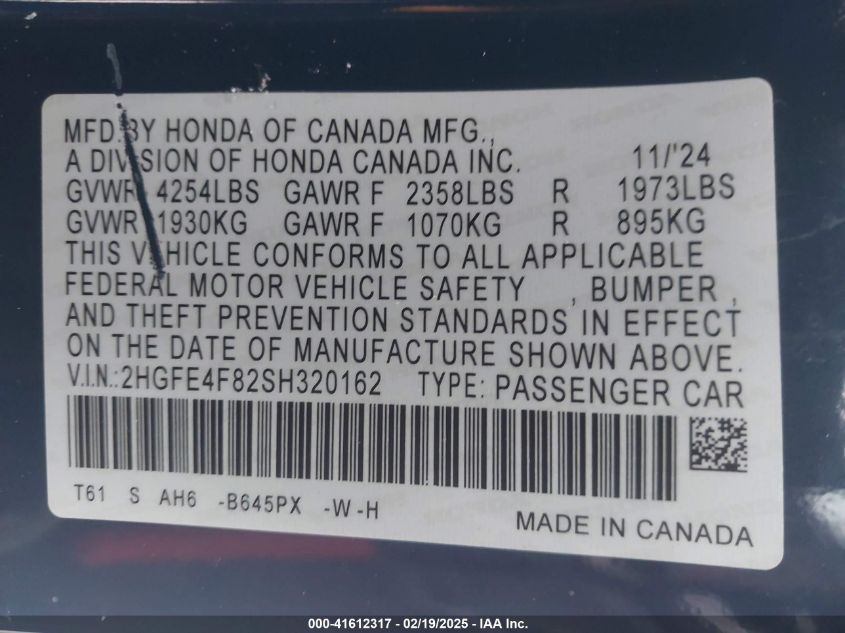 MFD BY HONDA OF CANADA MFG.,
A DIVISION OF HONDA CANADA INC. 11/'24
GVWR 4254LBS GAWR F 2358LBS R 1973LBS
GVWR 1930KG GAWR F 1070KG R 895KG
THIS VEHICLE CONFORMS TO ALL APPLICABLE
FEDERAL MOTOR VEHICLE SAFETY , BUMPER ,
AND THEFT PREVENTION STANDARDS IN EFFECT
ON THE DATE OF MANUFACTURE SHOWN ABOVE.
V.I.N.:2HGFE4F82SH320162 TYPE: PASSENGER CAR
T61 S AH6 -B645PX -W-H
MADE IN CANADA
000-41612317 - 02/19/2025 - IAA Inc.